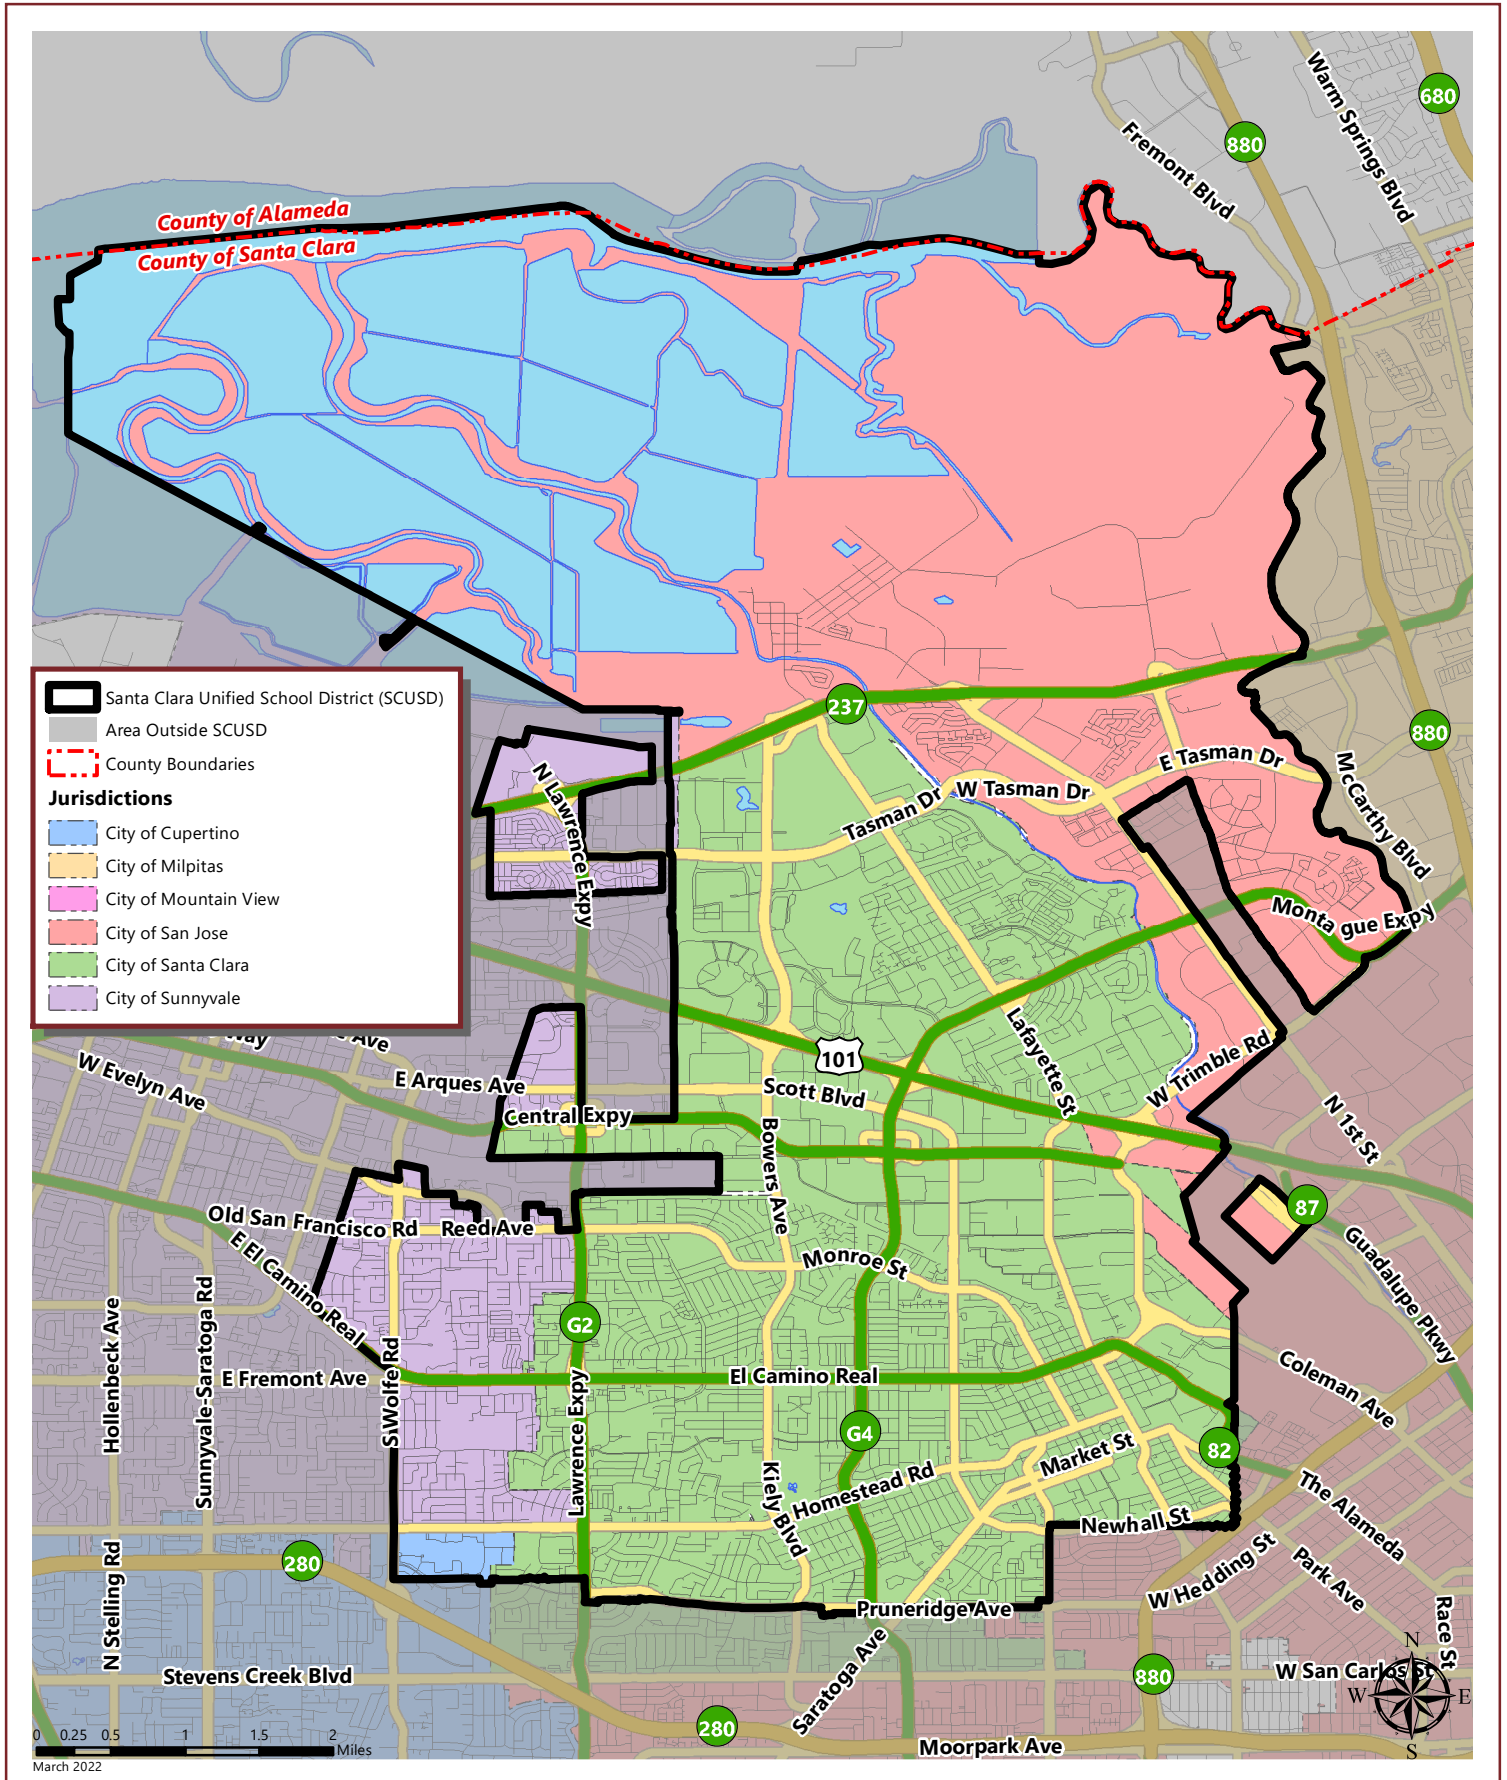 680
880
Warm Springs Blvd
Fremont Blvd
County of Alameda
County of Santa Clara
Santa Clara Unified School District (SCUSD)
Area Outside SCUSD
County Boundaries
Jurisdictions
City of Cupertino
City of Milpitas
City of Mountain View
City of San Jose
City of Santa Clara
City of Sunnyvale
237
880
E Tasman Dr
W Tasman Dr
Tasman Dr
McCarthy Blvd
N Lawrence Expy
Montague Expy
Lafayette St
101
W Trimble Rd
Way
Ave
W Evelyn Ave
E Arques Ave
Scott Blvd
Central Expy
Bowers Ave
N 1st St
87
Old San Francisco Rd
Reed Ave
E El Camino Real
Monroe St
Guadalupe Pkwy
Hollenbeck Ave
Sunnyvale-Saratoga Rd
G2
S Wolfe Rd
E Fremont Ave
El Camino Real
Coleman Ave
Lawrence Expy
G4
82
Market St
Homestead Rd
Kiely Blvd
The Alameda
Newhall St
N Stelling Rd
280
W Hedding St
Park Ave
Pruneridge Ave
Race St
Saratoga Ave
Stevens Creek Blvd
880
W San Carlos St
N
W
E
S
280
Moorpark Ave
0 0.25 0.5 1 1.5 2
Miles
March 2022